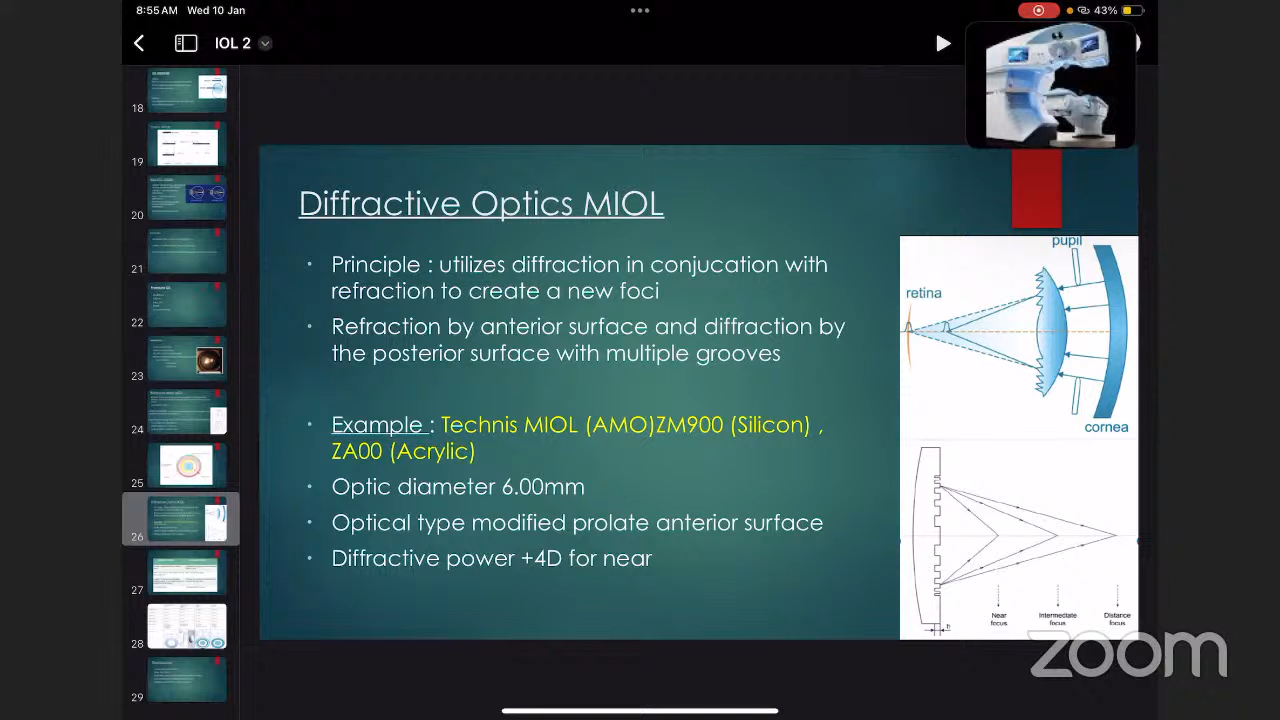 8:55AM Wed 10 Jan
43%
IOL 2
18
19
20
21
22
23
24
25
26
27
28
29
Diffractive Optics MIOL
Principle : utilizes diffraction in conjucation with
refraction to create a new foci
Refraction by anterior surface and diffraction by
the posterior surface with multiple grooves
Example : Technis MIOL (AMO)ZM900 (Silicon) ,
ZA00 (Acrylic)
Optic diameter 6.00mm
Optical type modified prolate anterior surface
Diffractive power +4D for near
pupil
retina
cornea
Near
focus
Intermediate
focus
Distance
focus
zoom